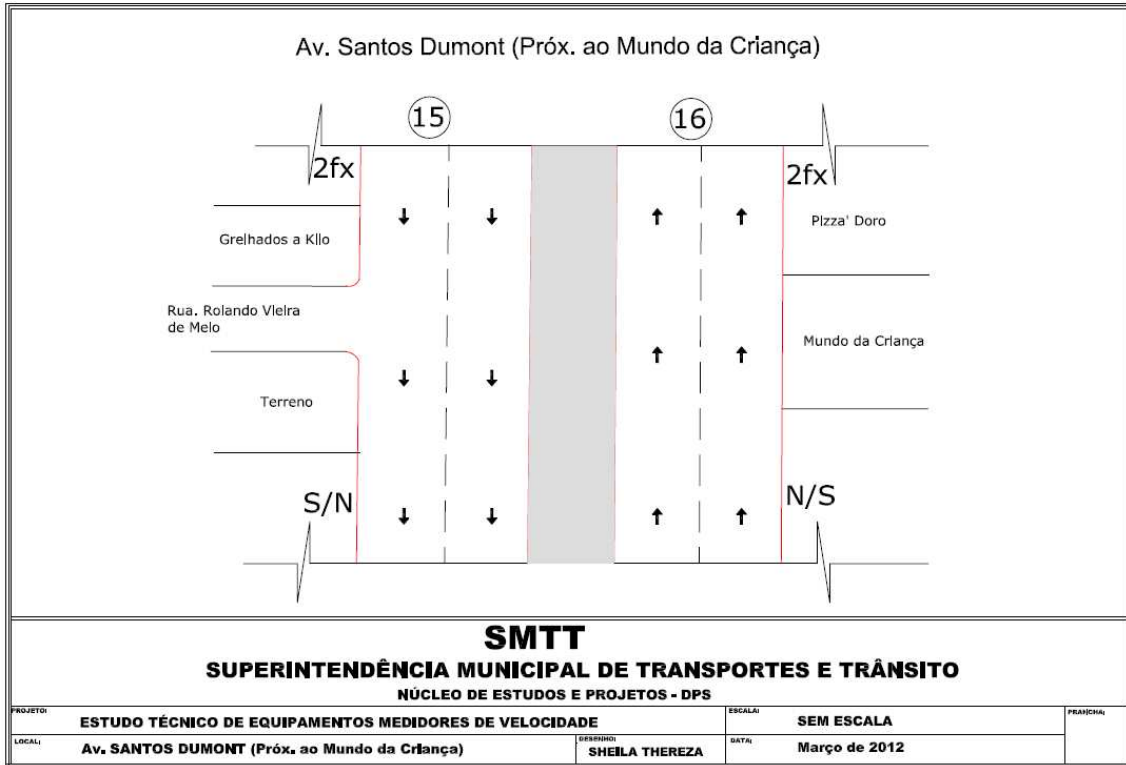 Av. Santos Dumont (Próx. ao Mundo da Criança)
15
16
2fx
2fx
Grelhados a Kilo
Pizza' Doro
Rua. Rolando Vieira
de Melo
Mundo da Criança
Terreno
S/N
N/S
SMTT
SUPERINTENDÊNCIA MUNICIPAL DE TRANSPORTES E TRÂNSITO
NÚCLEO DE ESTUDOS E PROJETOS - DPS
PROJETO:
ESTUDO TÉCNICO DE EQUIPAMENTOS MEDIDORES DE VELOCIDADE
ESCALA:
SEM ESCALA
PRANCHA:
LOCAL:
Av. SANTOS DUMONT (Próx. ao Mundo da Criança)
DESENHO:
SHEILA THEREZA
DATA:
Março de 2012